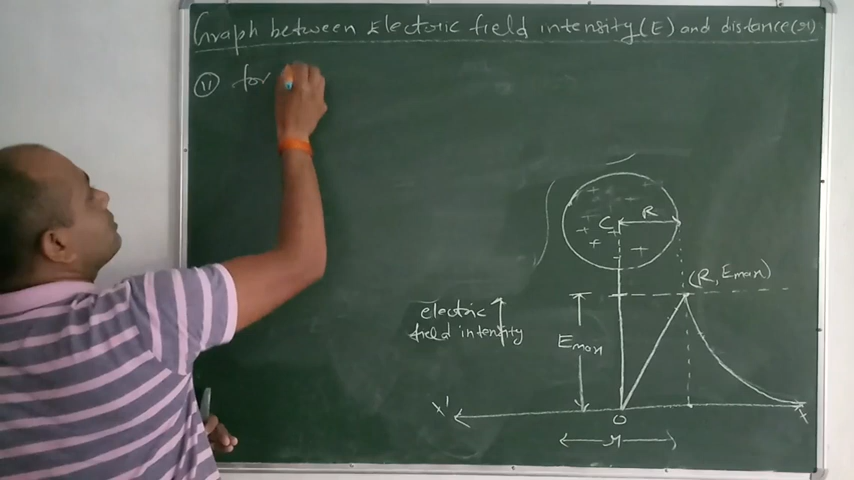 Graph between Electric field intensity (E) and distance(r)
(ii) for
C R
(R, Emax)
electric
field intensity
Emax
X' O X
r